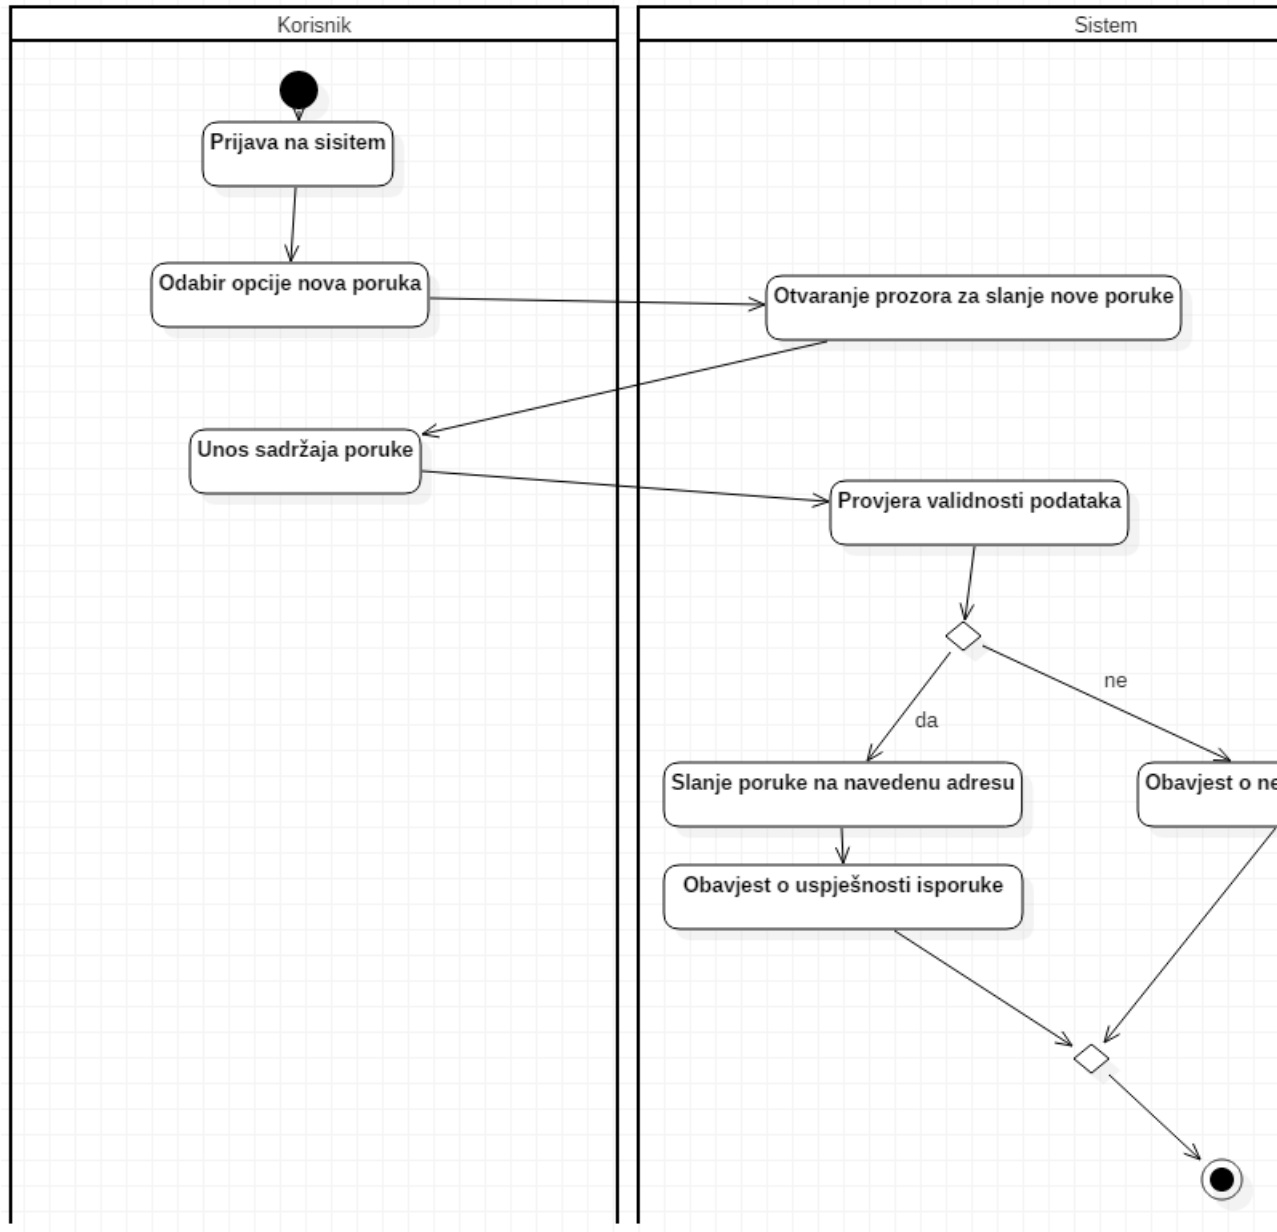 Korisnik
Sistem
Prijava na sisitem
Odabir opcije nova poruka
Otvaranje prozora za slanje nove poruke
Unos sadržaja poruke
Provjera validnosti podataka
ne
da
Slanje poruke na navedenu adresu
Obavjest o ne
Obavjest o uspješnosti isporuke